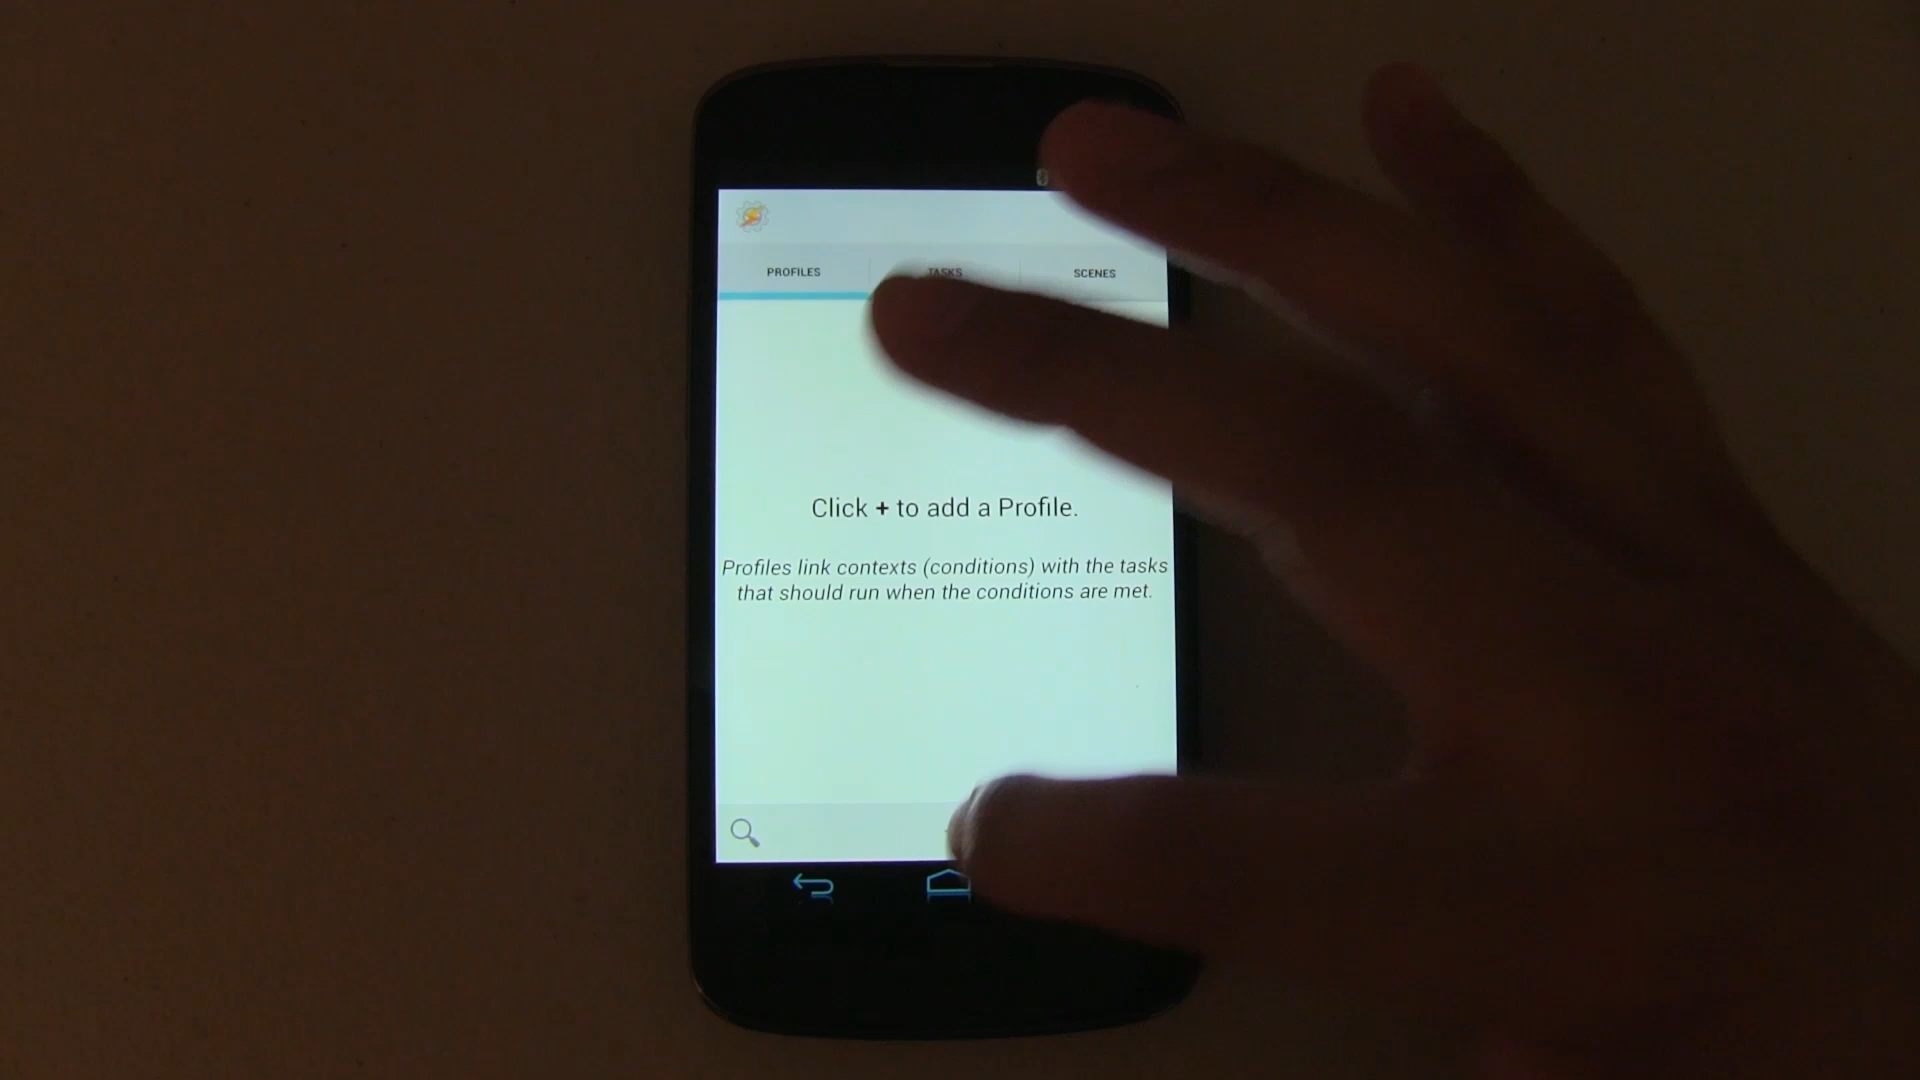 PROFILES
TASKS
SCENES
Click + to add a Profile.
Profiles link contexts (conditions) with the tasks
that should run when the conditions are met.